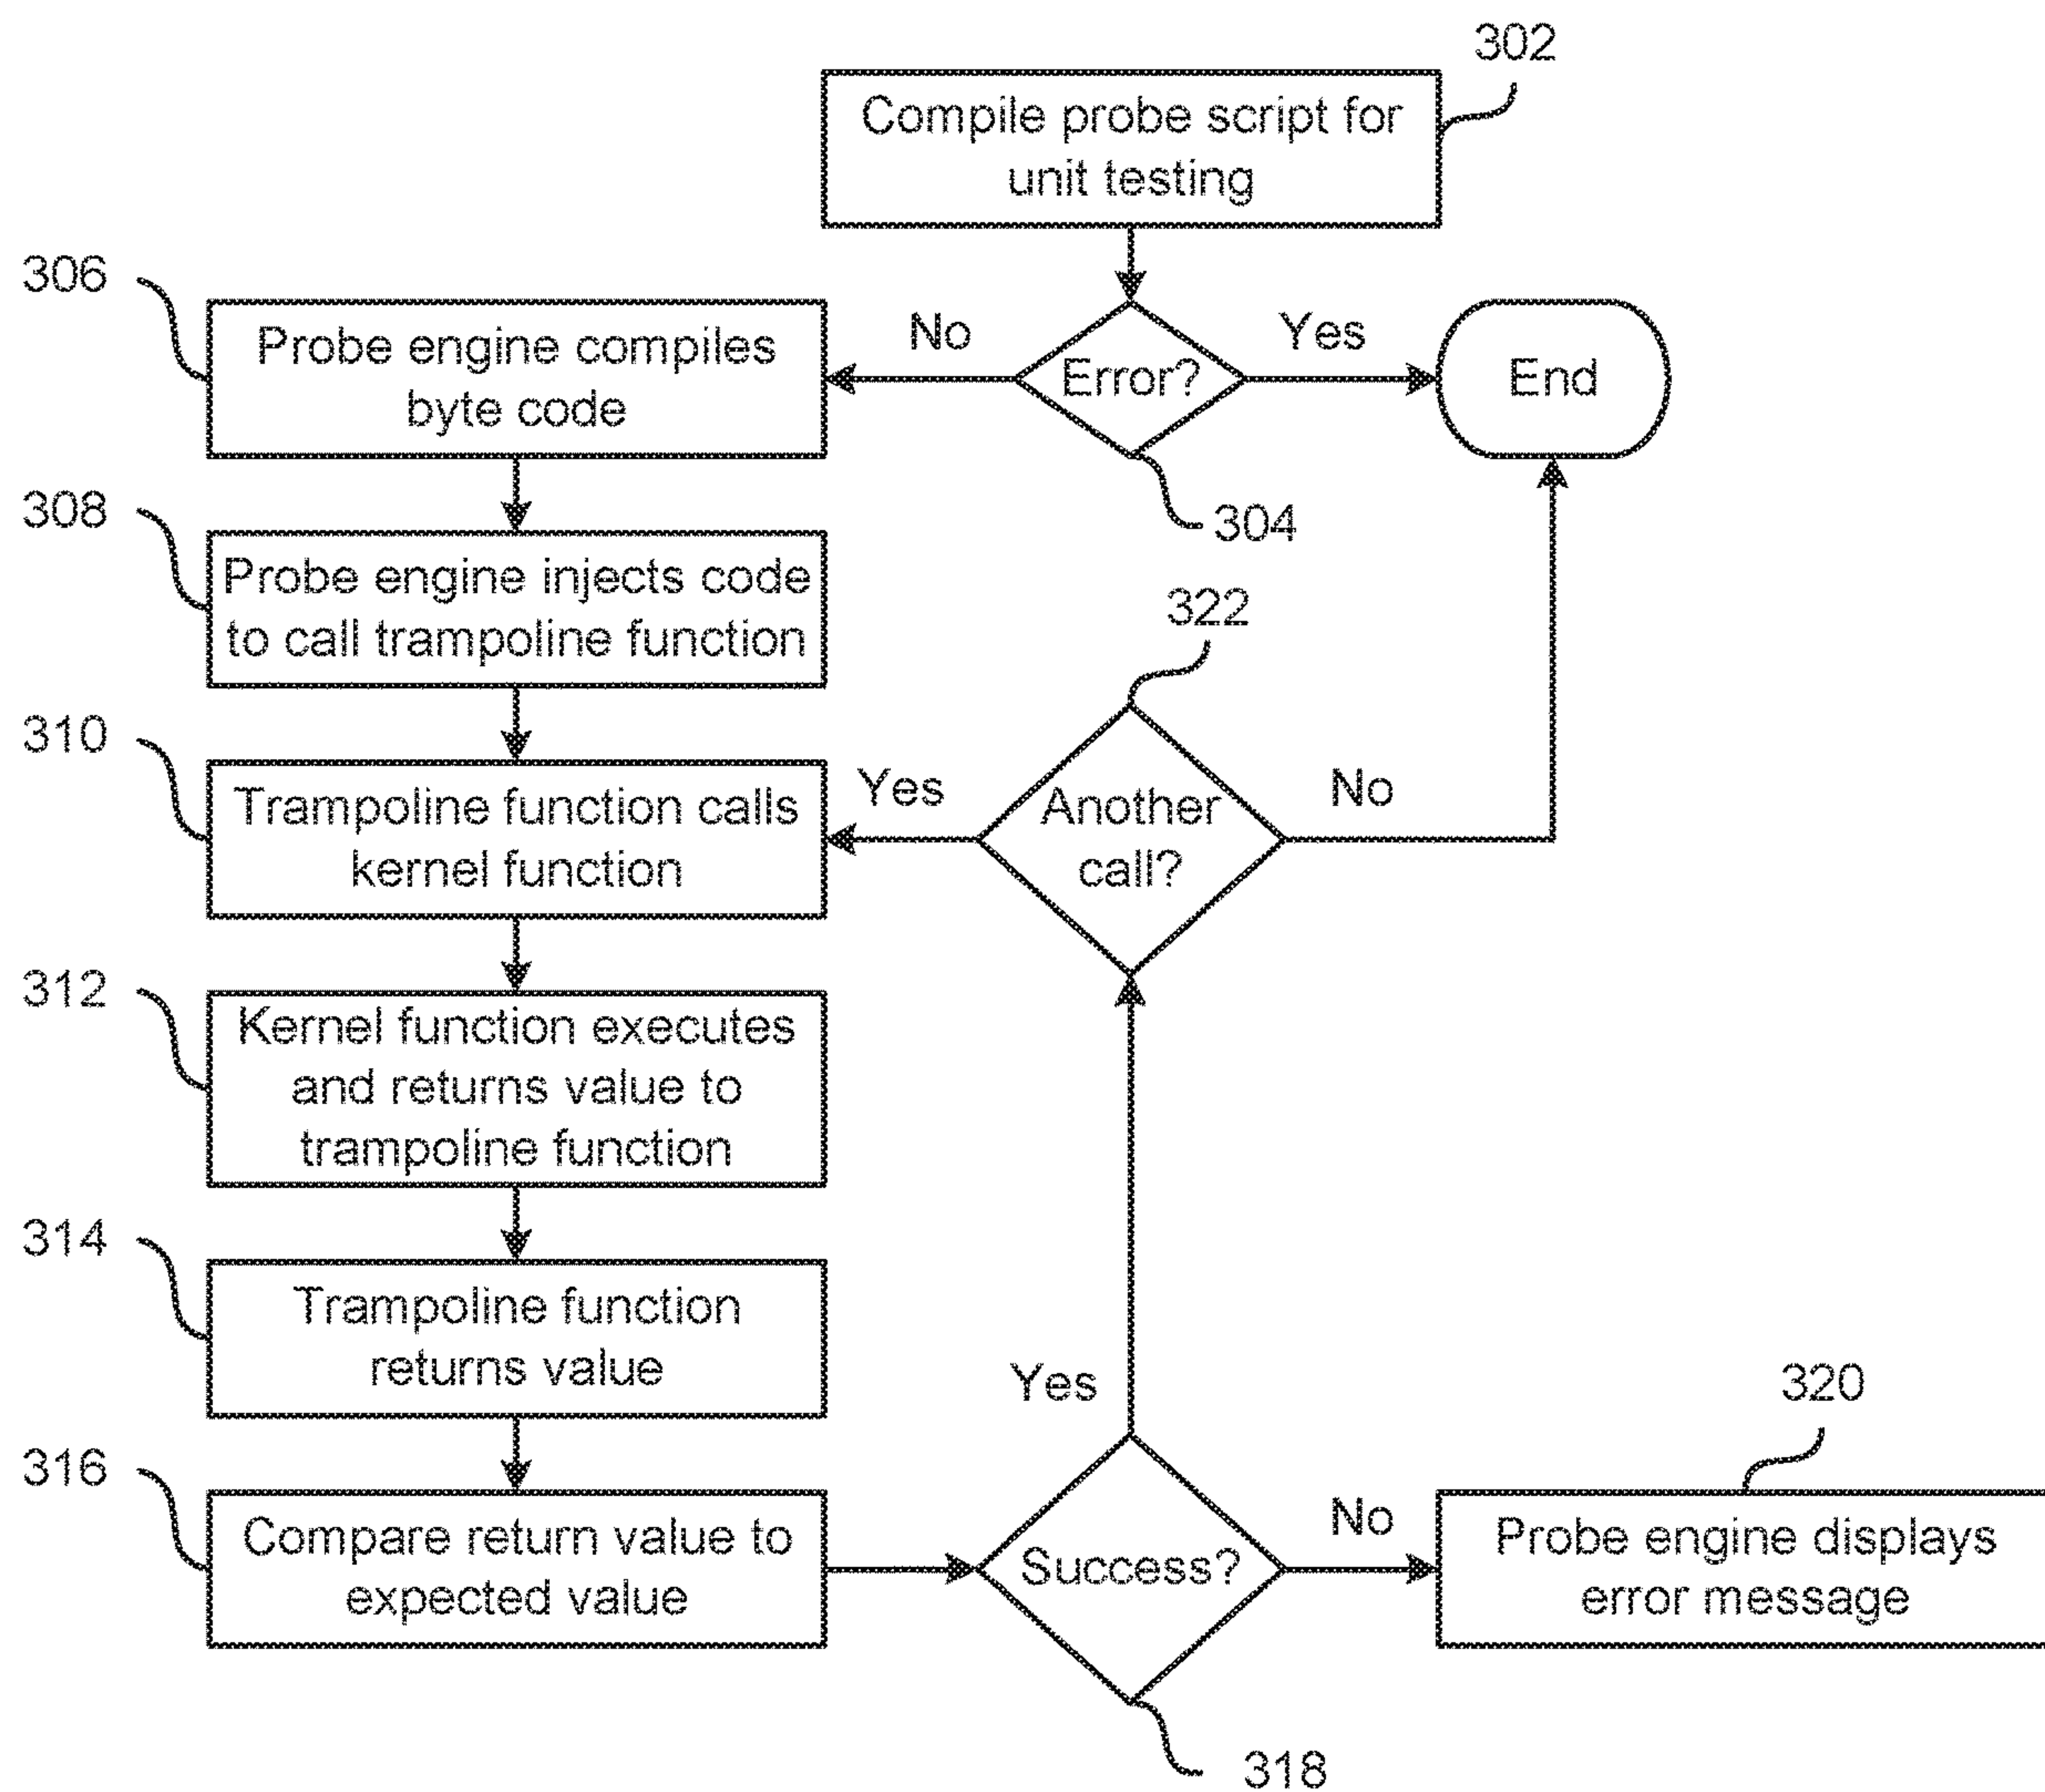 302
Compile probe script for
unit testing
306
Probe engine compiles
byte code
No
Error?
Yes
End
304
308
Probe engine injects code
to call trampoline function
322
310
Trampoline function calls
kernel function
Yes
Another
call?
No
312
Kernel function executes
and returns value to
trampoline function
314
Trampoline function
returns value
Yes
320
316
Compare return value to
expected value
Success?
No
Probe engine displays
error message
318